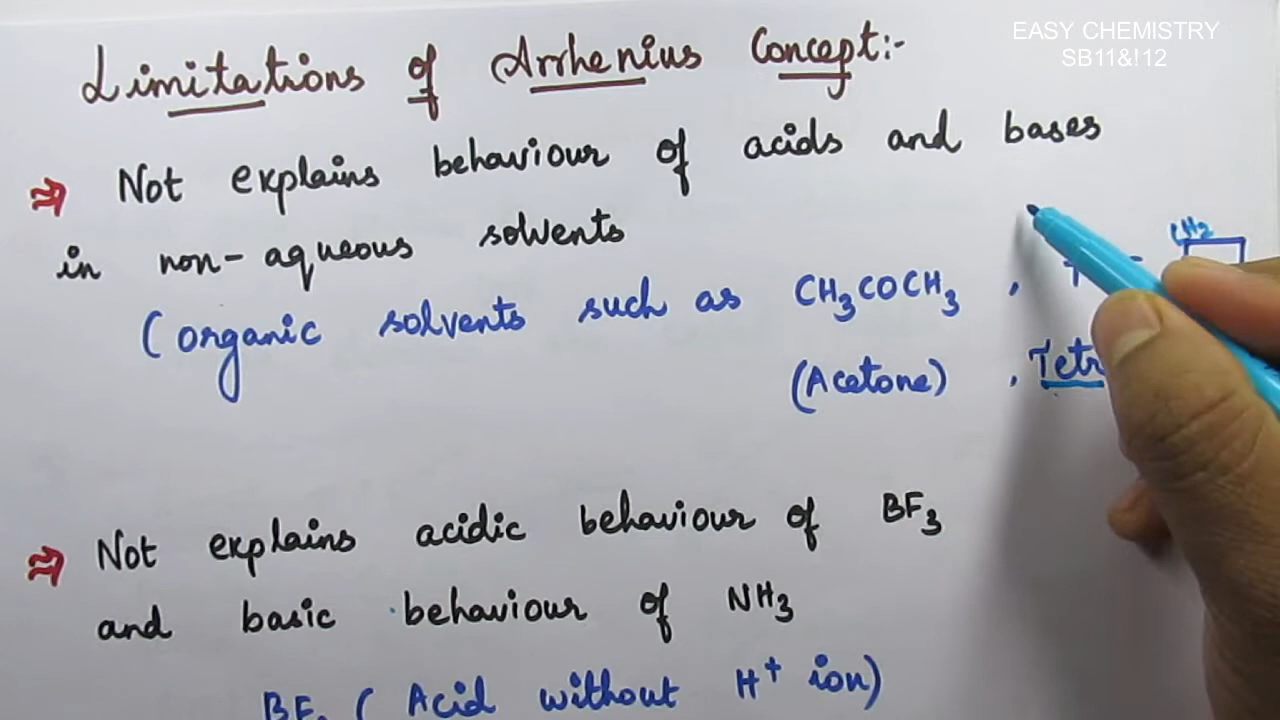 EASY CHEMISTRY
SB11&!12
Limitations of Arrhenius Concept:-
Not explains behaviour of acids and bases
in non-aqueous solvents
CH2
(organic solvents such as CH3COCH3 ,
(Acetone) , Tetr
Not explains acidic behaviour of BF3
and basic behaviour of NH3
(Acid without H+ ion)